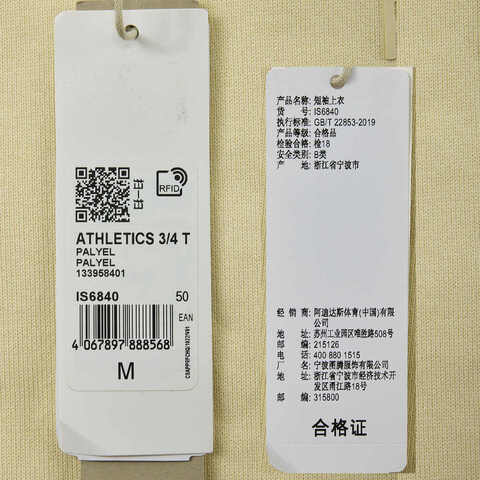 RFID
ATHLETICS 3/4 T
PALYEL
PALYEL
133958401
IS6840 50
EAN
4 067897 888568
M
产品名称: 短袖上衣
货 号: IS6840
执行标准: GB/T 22853-2019
产品等级: 合格品
检验合格: 检18
安全类别: B类
产 地: 浙江省宁波市
经 销 商: 阿迪达斯体育(中国)有限
公司
地址: 苏州工业园区唯胜路508号
邮编: 215126
电话: 400 880 1515
厂名: 宁波图腾服饰有限公司
地址: 浙江省宁波市经济技术开
发区甬江路18号
邮编: 315800
合格证